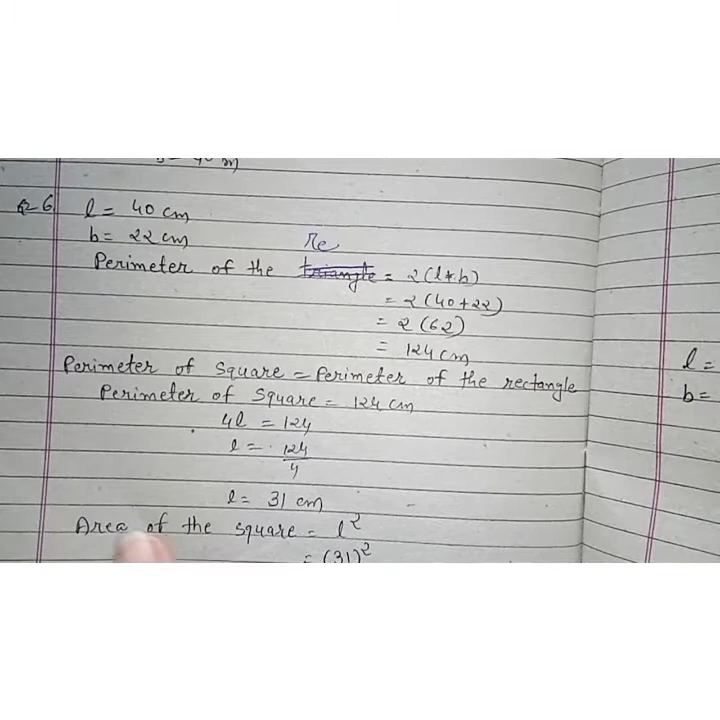 Q6 l = 40 cm
b = 22 cm
Re
Perimeter of the triangle = 2(l+b)
= 2(40+22)
= 2(62)
= 124 cm
Perimeter of square = Perimeter of the rectangle
Perimeter of square = 124 cm
4l = 124
l = 124
4
l = 31 cm
Area of the square = l²
= (31)²
l =
b =